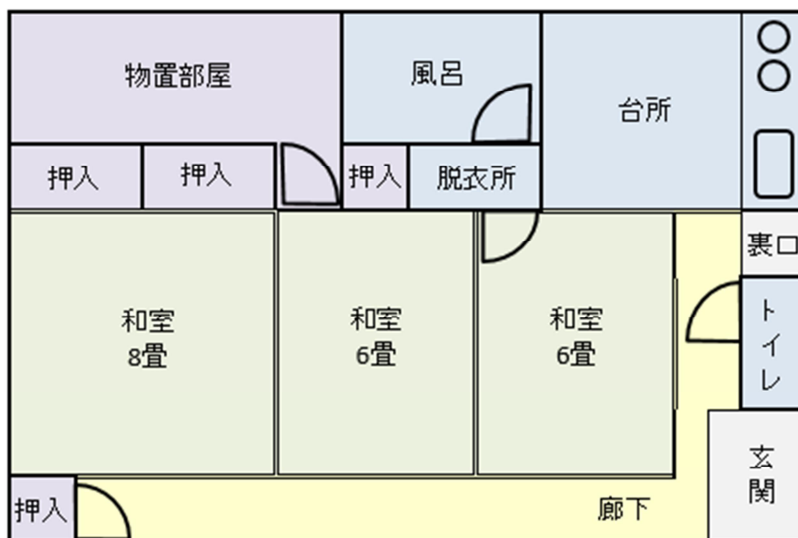 物置部屋
風呂
台所
押入
押入
押入
脱衣所
裏口
和室
8畳
和室
6畳
和室
6畳
トイレ
玄関
押入
廊下